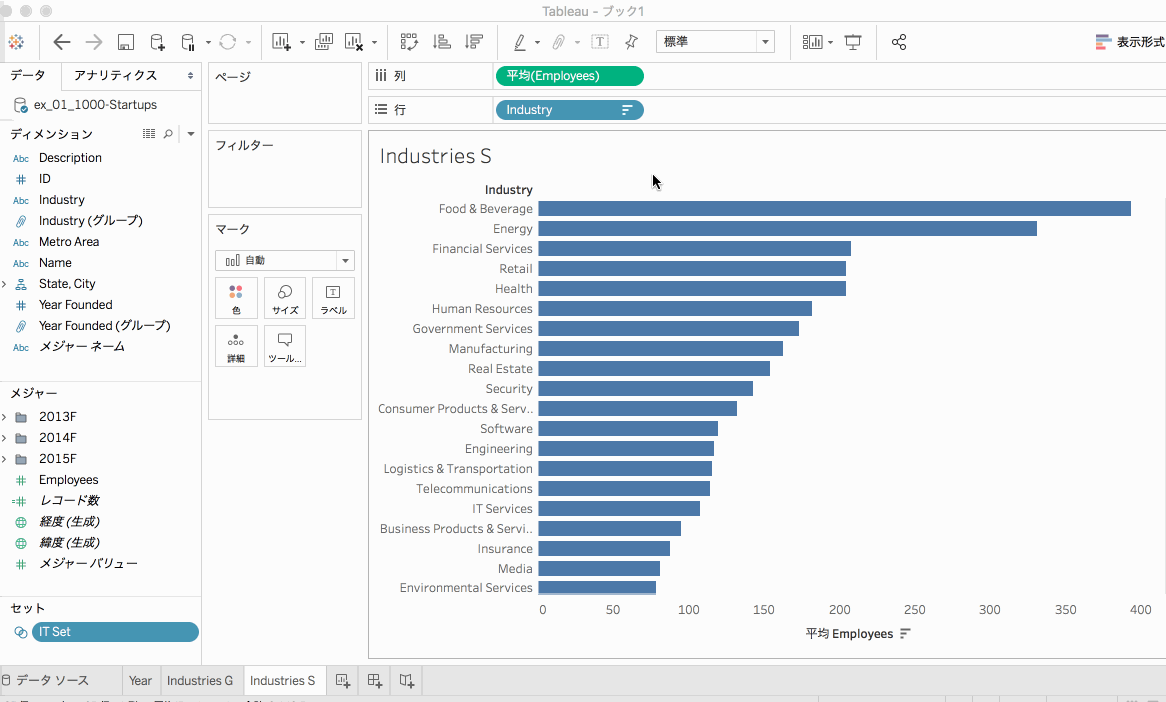 Tableau - ブック1
標準
表示形式
データ
アナリティクス
ex_01_1000-Startups
ディメンション
Abc Description
ID
Abc Industry
Industry (グループ)
Abc Metro Area
Abc Name
State, City
Year Founded
Year Founded (グループ)
Abc メジャー ネーム
メジャー
2013F
2014F
2015F
Employees
レコード数
経度 (生成)
緯度 (生成)
メジャー バリュー
セット
IT Set
ページ
フィルター
マーク
自動
色
サイズ
ラベル
詳細
ツール...
列
平均(Employees)
行
Industry
Industries S
Industry
Food & Beverage
Energy
Financial Services
Retail
Health
Human Resources
Government Services
Manufacturing
Real Estate
Security
Consumer Products & Serv..
Software
Engineering
Logistics & Transportation
Telecommunications
IT Services
Business Products & Servi..
Insurance
Media
Environmental Services
0 50 100 150 200 250 300 350 400
平均 Employees
データ ソース
Year
Industries G
Industries S